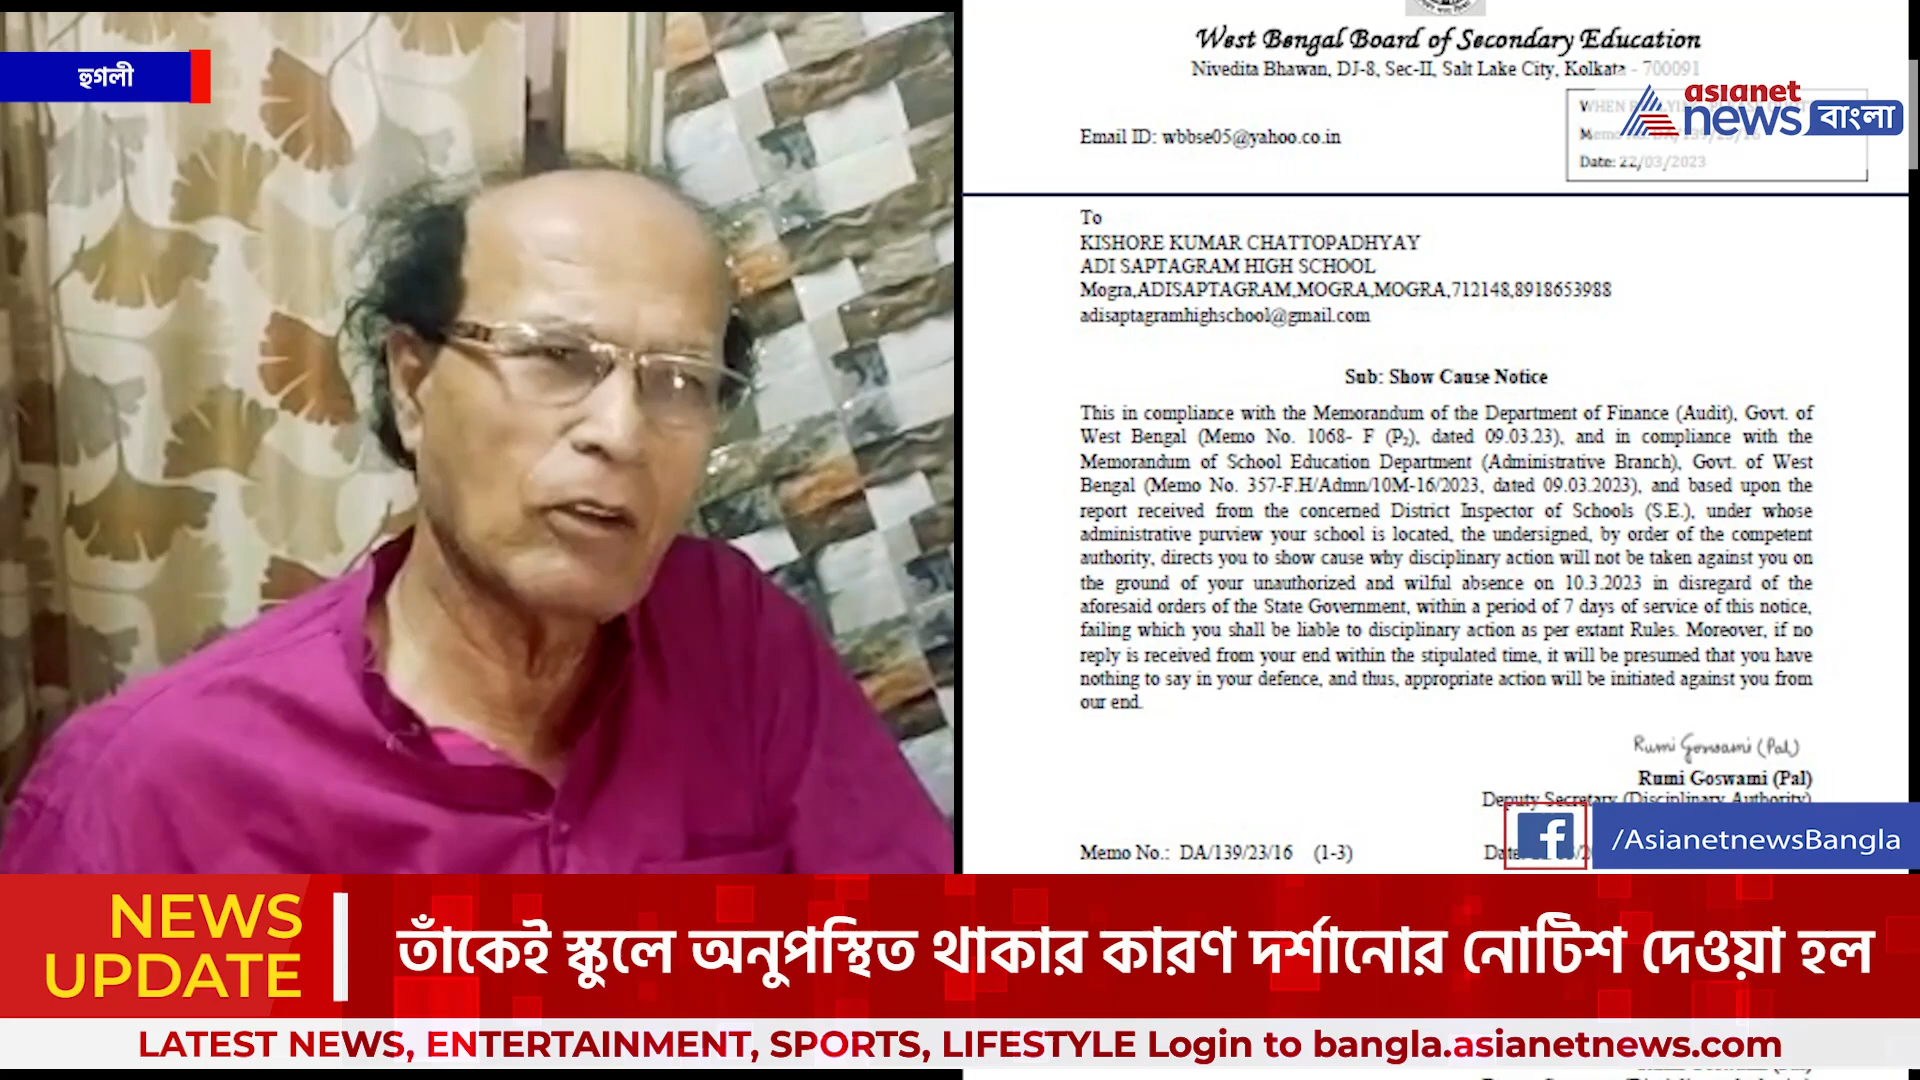 হুগলী
West Bengal Board of Secondary Education
Nivedita Bhawan, DJ-8, Sec-II, Salt Lake City, Kolkata - 700091
asianet
news বাংলা
Email ID: wbbse05@yahoo.co.in
Date: 22/03/2023
To
KISHORE KUMAR CHATTOPADHYAY
ADI SAPTAGRAM HIGH SCHOOL
Mogra,ADISAPTAGRAM,MOGRA,MOGRA,712148,8918653988
adisaptagramhighschool@gmail.com
Sub: Show Cause Notice
This in compliance with the Memorandum of the Department of Finance (Audit), Govt. of
West Bengal (Memo No. 1068- F (P₂), dated 09.03.23), and in compliance with the
Memorandum of School Education Department (Administrative Branch), Govt. of West
Bengal (Memo No. 357-F.H/Admn/10M-16/2023, dated 09.03.2023), and based upon the
report received from the concerned District Inspector of Schools (S.E.), under whose
administrative purview your school is located, the undersigned, by order of the competent
authority, directs you to show cause why disciplinary action will not be taken against you on
the ground of your unauthorized and wilful absence on 10.3.2023 in disregard of the
aforesaid orders of the State Government, within a period of 7 days of service of this notice,
failing which you shall be liable to disciplinary action as per extant Rules. Moreover, if no
reply is received from your end within the stipulated time, it will be presumed that you have
nothing to say in your defence, and thus, appropriate action will be initiated against you from
our end.
Rumi Goswami (Pal)
Rumi Goswami (Pal)
Deputy Secretary (Disciplinary Authority)
Memo No.: DA/139/23/16 (1-3)
/AsianetnewsBangla
NEWS
UPDATE
তাঁকেই স্কুলে অনুপস্থিত থাকার কারণ দর্শানোর নোটিশ দেওয়া হল
LATEST NEWS, ENTERTAINMENT, SPORTS, LIFESTYLE Login to bangla.asianetnews.com